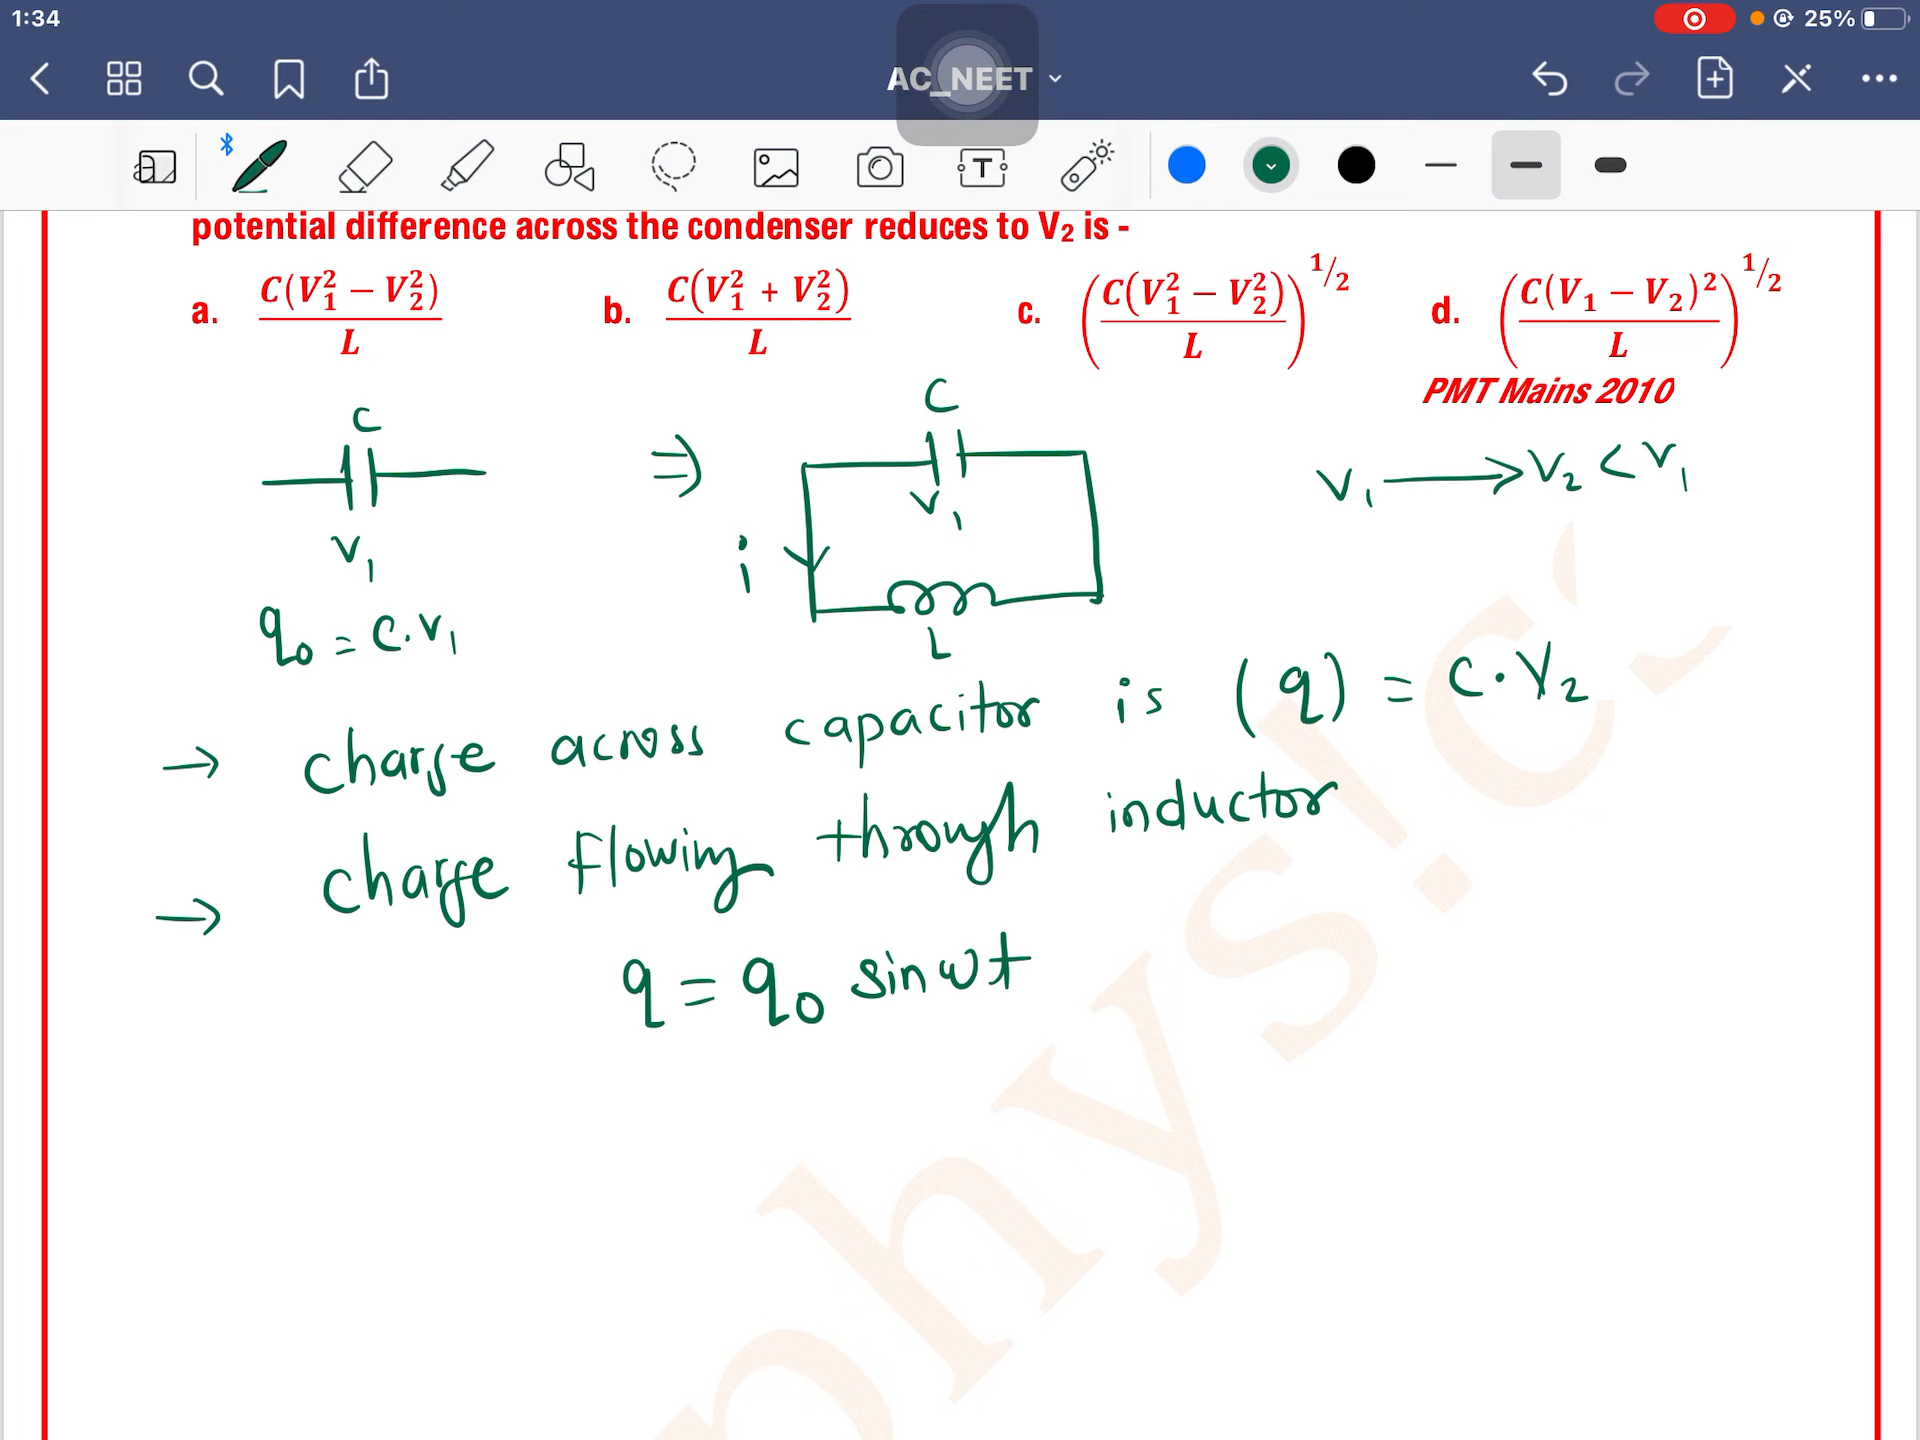 1:34
25%
AC_NEET
potential difference across the condenser reduces to V₂ is -
a. C(V₁² − V₂²)/L b. C(V₁² + V₂²)/L c. (C(V₁² − V₂²)/L)^1/2 d. (C(V₁ − V₂)²/L)^1/2
PMT Mains 2010
C
V₁
q₀ = C.V₁
⇒
C
V₁
i
L
V₁ → V₂ < V₁
→ charge across capacitor is (q) = C·V₂
→ charge flowing through inductor
q = q₀ sin ωt